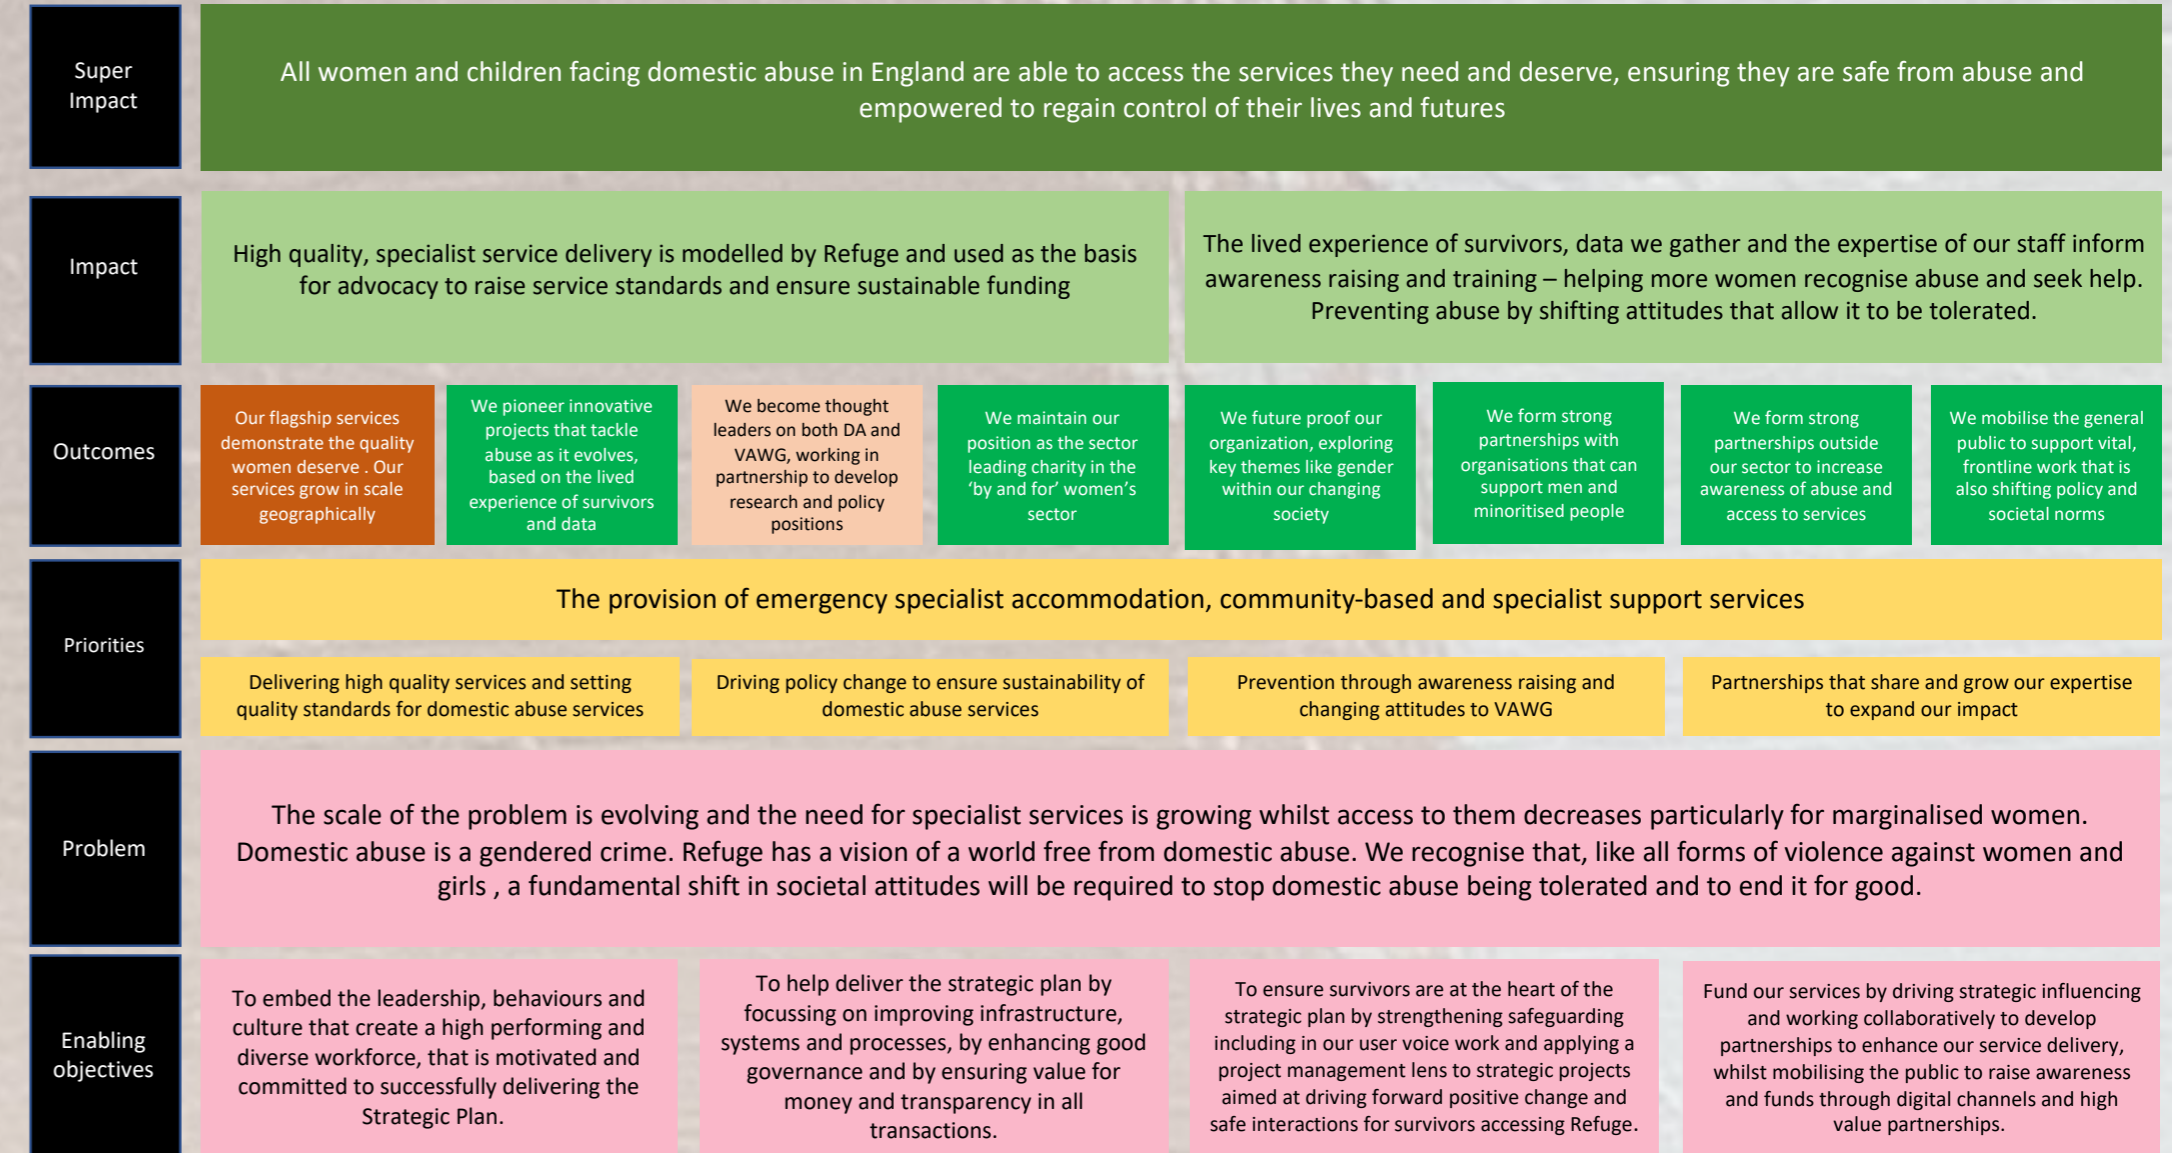 Super
Impact
All women and children facing domestic abuse in England are able to access the services they need and deserve, ensuring they are safe from abuse and
empowered to regain control of their lives and futures
Impact
High quality, specialist service delivery is modelled by Refuge and used as the basis
for advocacy to raise service standards and ensure sustainable funding
The lived experience of survivors, data we gather and the expertise of our staff inform
awareness raising and training – helping more women recognise abuse and seek help.
Preventing abuse by shifting attitudes that allow it to be tolerated.
Outcomes
Our flagship services
demonstrate the quality
women deserve . Our
services grow in scale
geographically
We pioneer innovative
projects that tackle
abuse as it evolves,
based on the lived
experience of survivors
and data
We become thought
leaders on both DA and
VAWG, working in
partnership to develop
research and policy
positions
We maintain our
position as the sector
leading charity in the
‘by and for’ women’s
sector
We future proof our
organization, exploring
key themes like gender
within our changing
society
We form strong
partnerships with
organisations that can
support men and
minoritised people
We form strong
partnerships outside
our sector to increase
awareness of abuse and
access to services
We mobilise the general
public to support vital,
frontline work that is
also shifting policy and
societal norms
Priorities
The provision of emergency specialist accommodation, community-based and specialist support services
Delivering high quality services and setting
quality standards for domestic abuse services
Driving policy change to ensure sustainability of
domestic abuse services
Prevention through awareness raising and
changing attitudes to VAWG
Partnerships that share and grow our expertise
to expand our impact
Problem
The scale of the problem is evolving and the need for specialist services is growing whilst access to them decreases particularly for marginalised women.
Domestic abuse is a gendered crime. Refuge has a vision of a world free from domestic abuse. We recognise that, like all forms of violence against women and
girls , a fundamental shift in societal attitudes will be required to stop domestic abuse being tolerated and to end it for good.
Enabling
objectives
To embed the leadership, behaviours and
culture that create a high performing and
diverse workforce, that is motivated and
committed to successfully delivering the
Strategic Plan.
To help deliver the strategic plan by
focussing on improving infrastructure,
systems and processes, by enhancing good
governance and by ensuring value for
money and transparency in all
transactions.
To ensure survivors are at the heart of the
strategic plan by strengthening safeguarding
including in our user voice work and applying a
project management lens to strategic projects
aimed at driving forward positive change and
safe interactions for survivors accessing Refuge.
Fund our services by driving strategic influencing
and working collaboratively to develop
partnerships to enhance our service delivery,
whilst mobilising the public to raise awareness
and funds through digital channels and high
value partnerships.